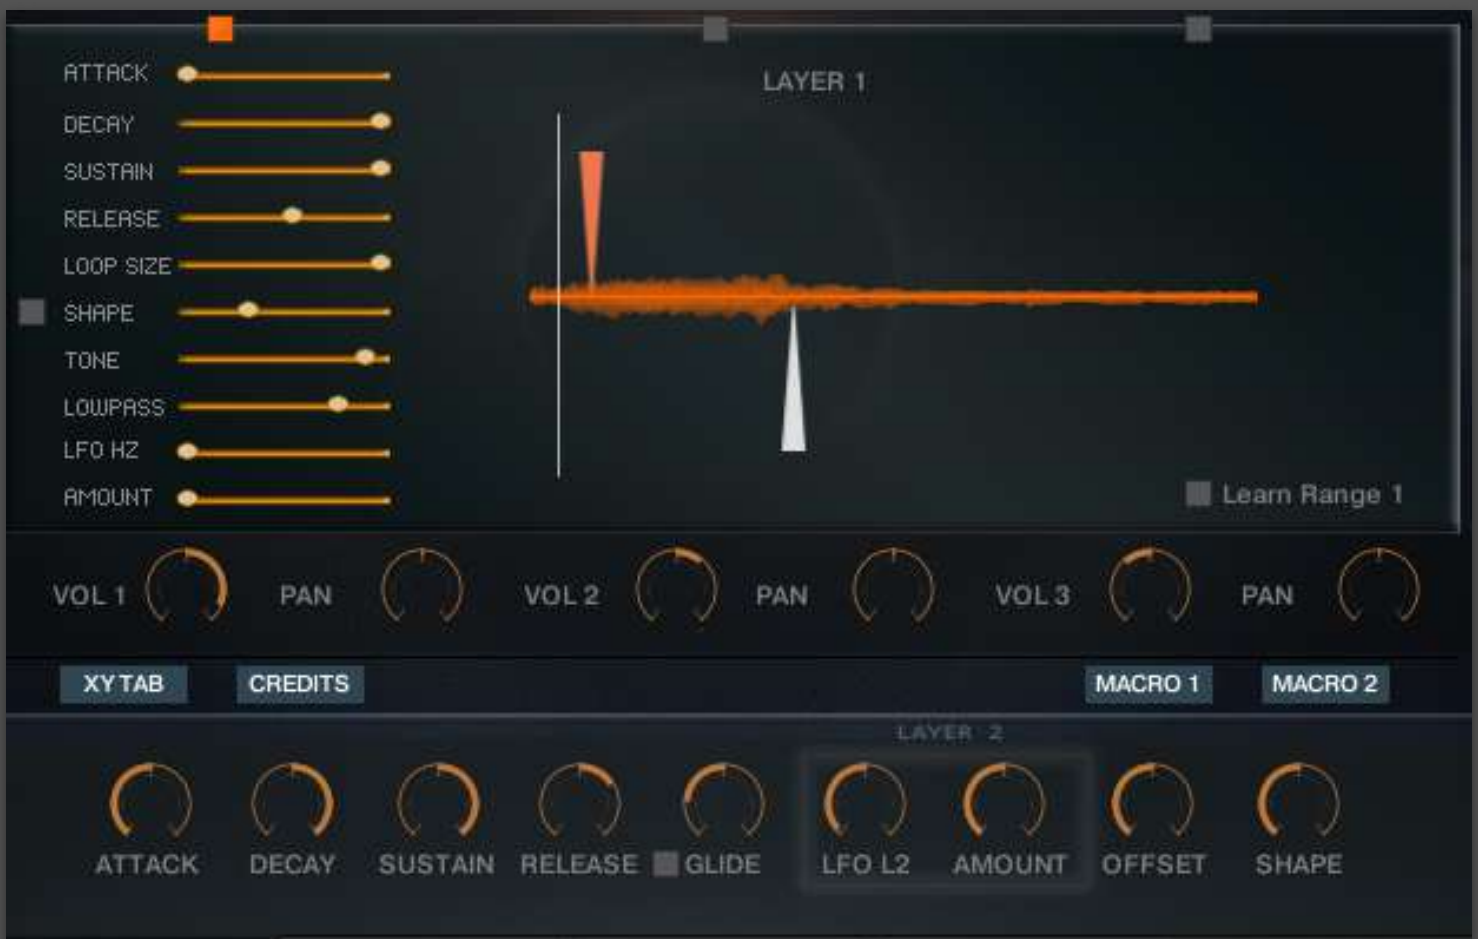 LAYER 1
ATTACK
DECAY
SUSTAIN
RELEASE
LOOP SIZE
SHAPE
TONE
LOWPASS
LFO HZ
AMOUNT
Learn Range 1
VOL 1 PAN VOL 2 PAN VOL 3 PAN
XY TAB CREDITS MACRO 1 MACRO 2
LAYER 2
ATTACK DECAY SUSTAIN RELEASE GLIDE LFO L2 AMOUNT OFFSET SHAPE